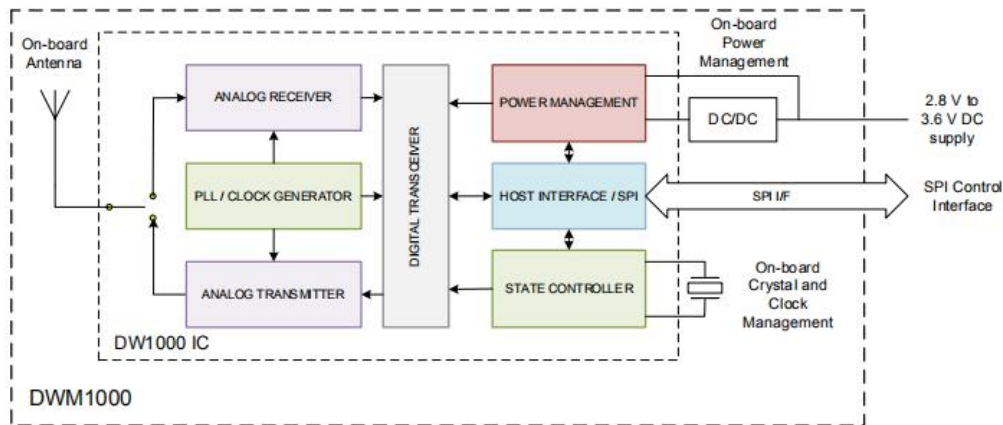 On-board
Antenna
ANALOG RECEIVER
PLL / CLOCK GENERATOR
ANALOG TRANSMITTER
DIGITAL TRANSCEIVER
POWER MANAGEMENT
HOST INTERFACE / SPI
STATE CONTROLLER
On-board
Power
Management
DC/DC
2.8 V to
3.6 V DC
supply
SPI I/F
SPI Control
Interface
On-board
Crystal and
Clock
Management
DW1000 IC
DWM1000